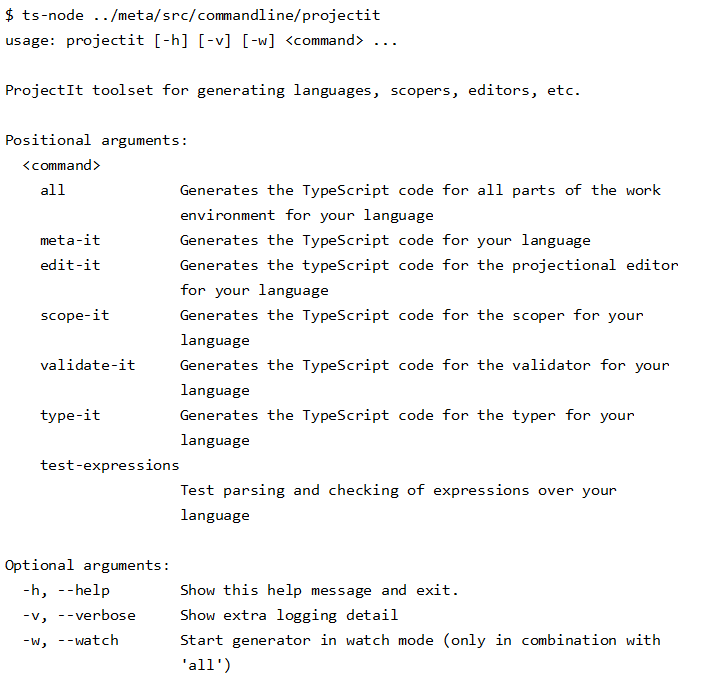 $ ts-node ../meta/src/commandline/projectit
usage: projectit [-h] [-v] [-w] <command> ...

ProjectIt toolset for generating languages, scopers, editors, etc.

Positional arguments:
  <command>
    all             Generates the TypeScript code for all parts of the work
                    environment for your language
    meta-it         Generates the TypeScript code for your language
    edit-it         Generates the typeScript code for the projectional editor
                    for your language
    scope-it        Generates the TypeScript code for the scoper for your
                    language
    validate-it     Generates the TypeScript code for the validator for your
                    language
    type-it         Generates the TypeScript code for the typer for your
                    language
    test-expressions
                    Test parsing and checking of expressions over your
                    language

Optional arguments:
  -h, --help        Show this help message and exit.
  -v, --verbose     Show extra logging detail
  -w, --watch       Start generator in watch mode (only in combination with
                    'all')